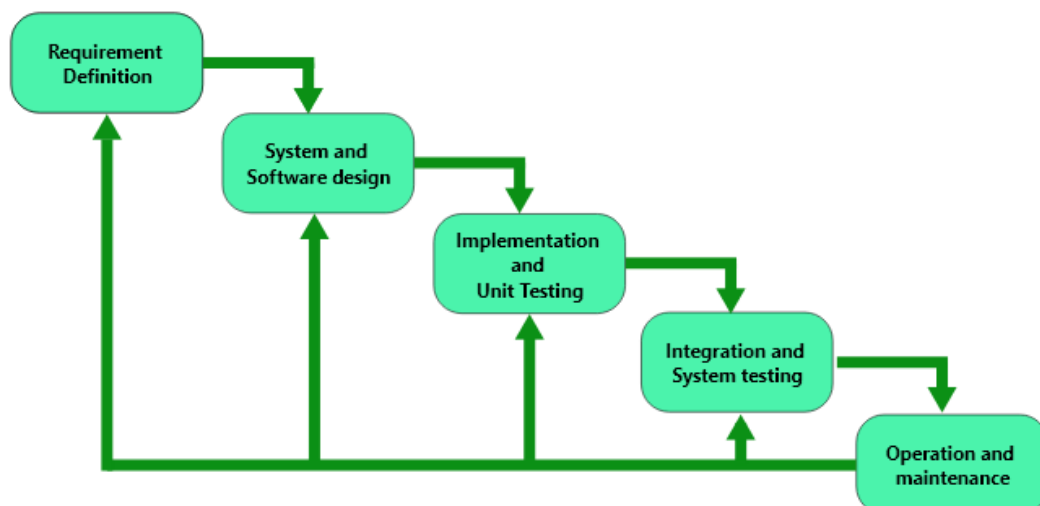 Requirement
Definition
System and
Software design
Implementation
and
Unit Testing
Integration and
System testing
Operation and
maintenance